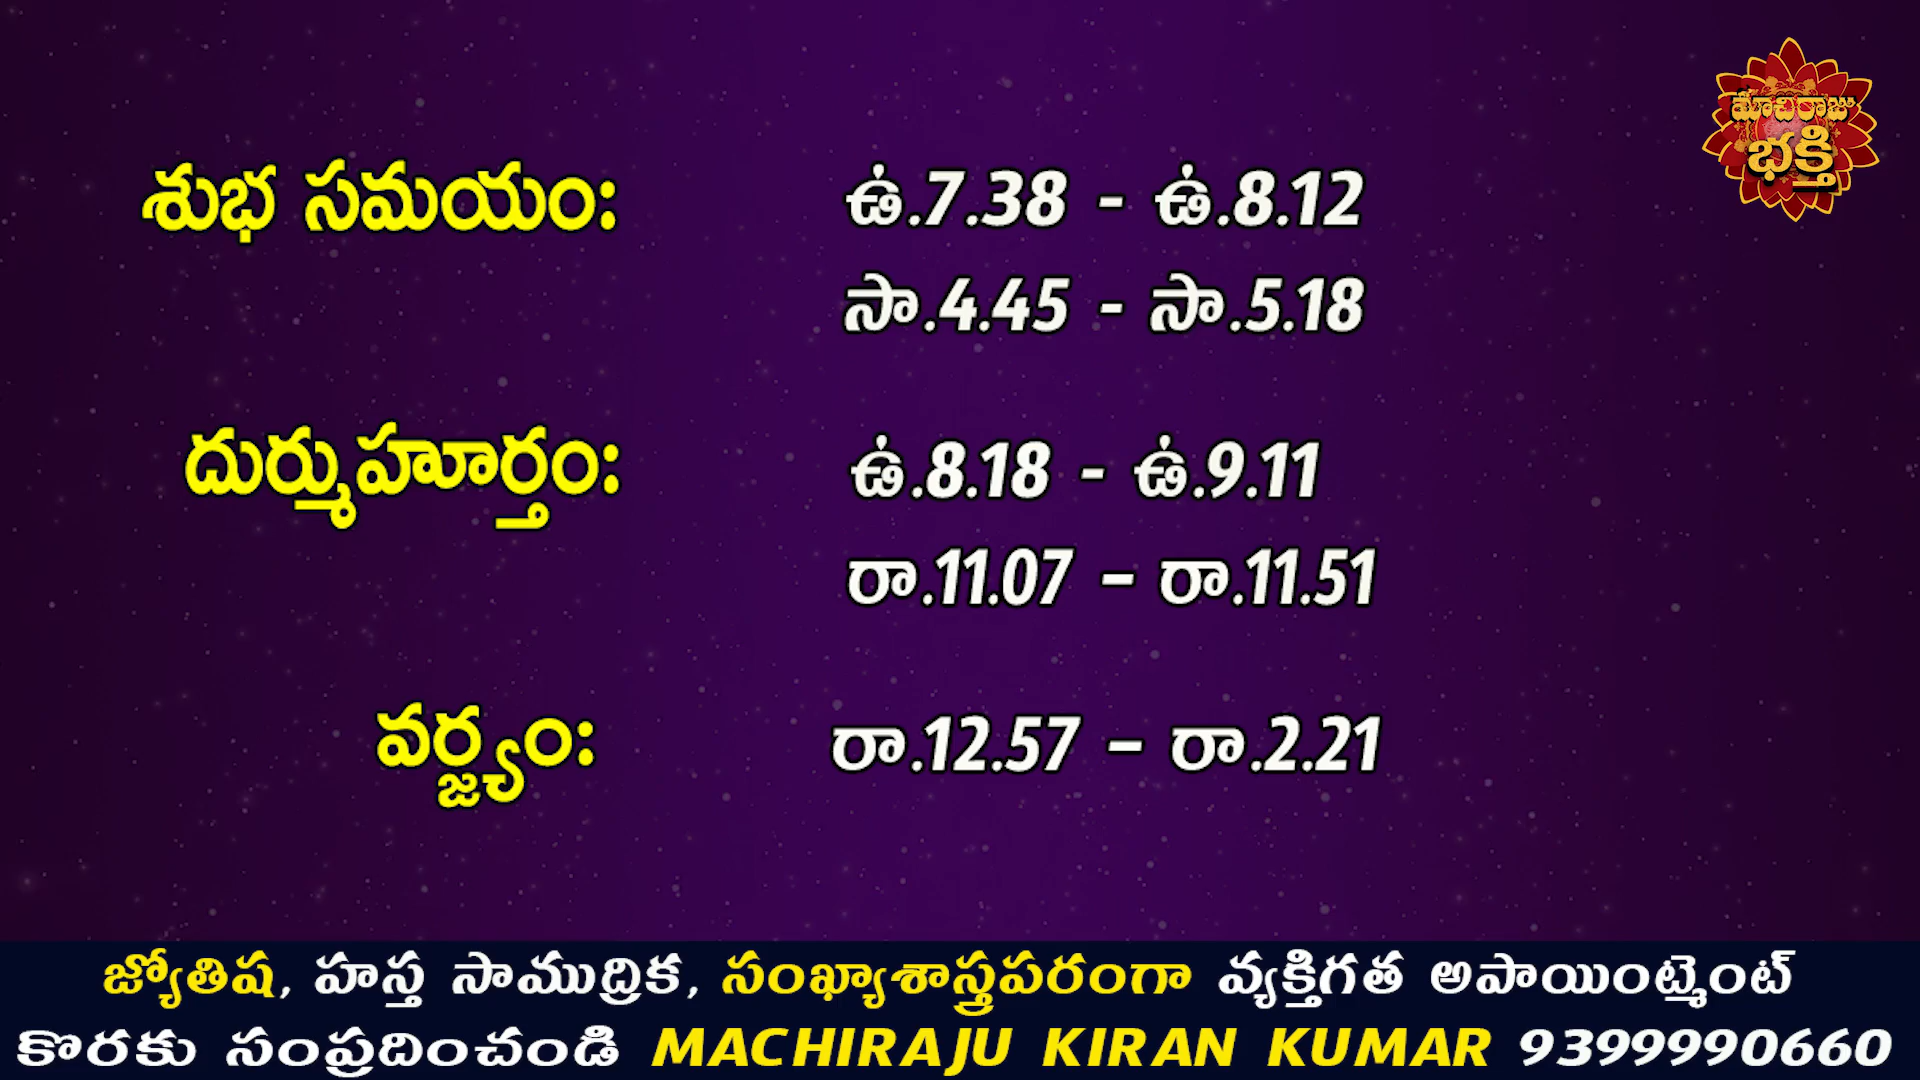 మాచిరాజు
భక్తి
శుభ సమయం: ఉ.7.38 - ఉ.8.12
సా.4.45 - సా.5.18
దుర్ముహూర్తం: ఉ.8.18 - ఉ.9.11
రా.11.07 – రా.11.51
వర్జ్యం: రా.12.57 – రా.2.21
జ్యోతిష, హస్త సాముద్రిక, సంఖ్యాశాస్త్రపరంగా వ్యక్తిగత అపాయింట్మెంట్
కొరకు సంప్రదించండి MACHIRAJU KIRAN KUMAR 9399990660